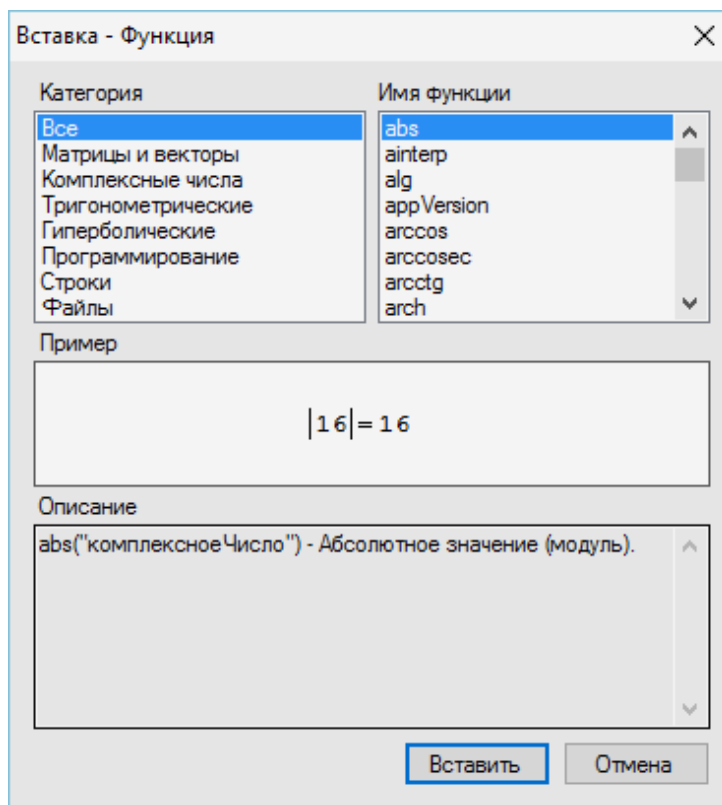 Вставка - Функция
Категория
Имя функции
Все
Матрицы и векторы
Комплексные числа
Тригонометрические
Гиперболические
Программирование
Строки
Файлы
abs
ainterp
alg
appVersion
arccos
arccosec
arcctg
arch
Пример
|16|=16
Описание
abs("комплексноеЧисло") - Абсолютное значение (модуль).
Вставить
Отмена